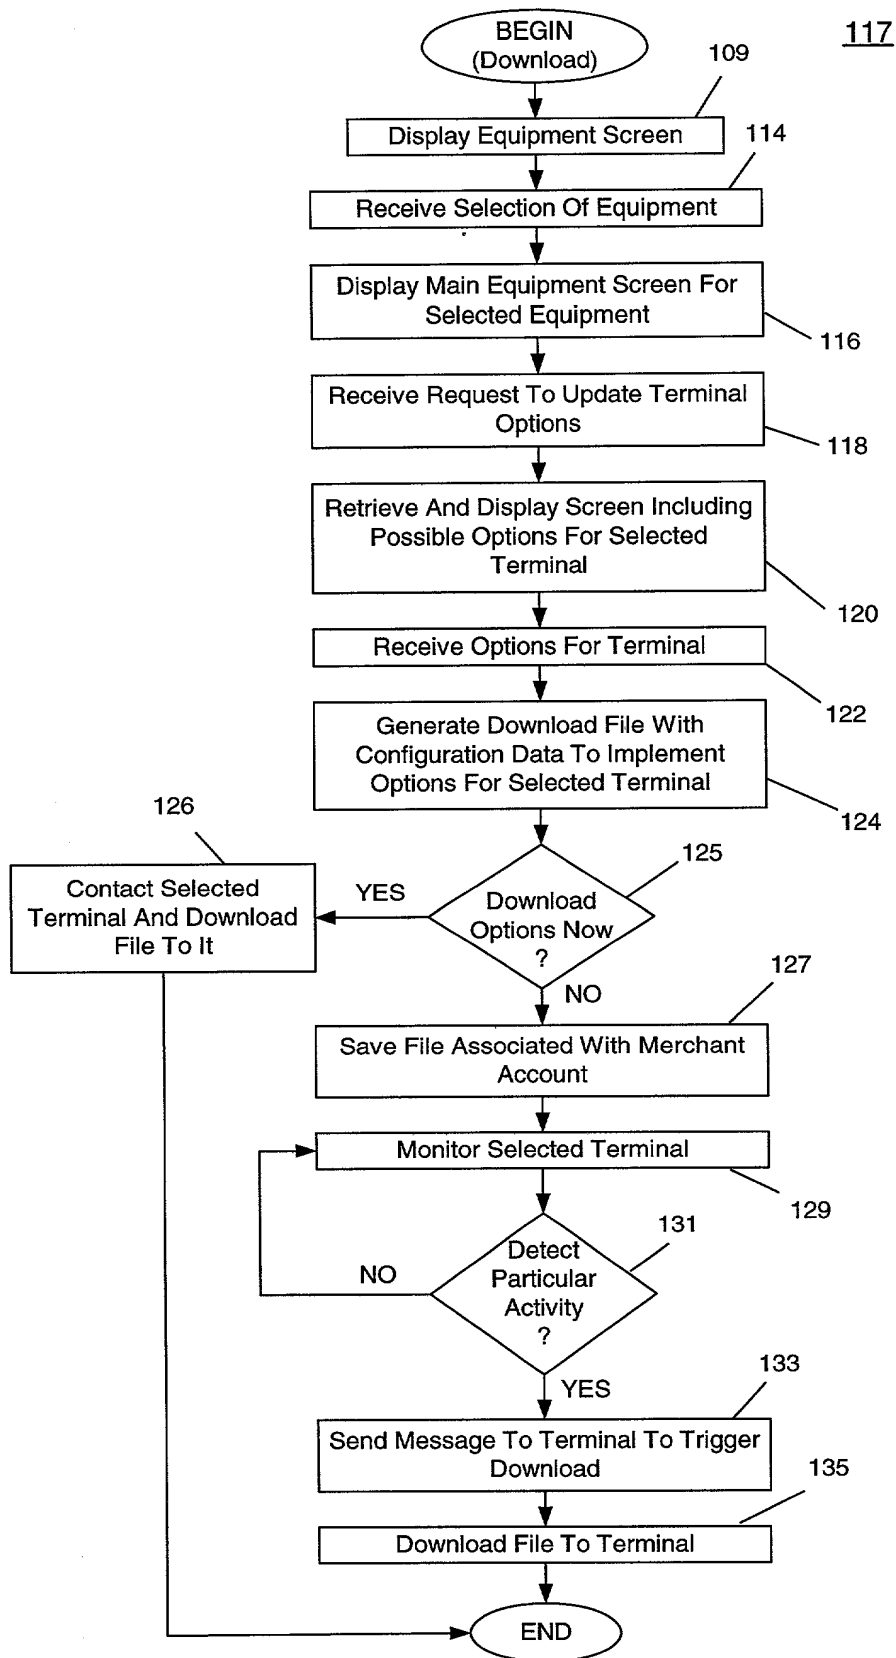 117
BEGIN
(Download)
109
Display Equipment Screen
114
Receive Selection Of Equipment
Display Main Equipment Screen For
Selected Equipment
116
Receive Request To Update Terminal
Options
118
Retrieve And Display Screen Including
Possible Options For Selected
Terminal
120
Receive Options For Terminal
122
Generate Download File With
Configuration Data To Implement
Options For Selected Terminal
124
125
Download
Options Now
?
YES
126
Contact Selected
Terminal And Download
File To It
NO
127
Save File Associated With Merchant
Account
Monitor Selected Terminal
129
131
Detect
Particular
Activity
?
NO
YES
133
Send Message To Terminal To Trigger
Download
135
Download File To Terminal
END